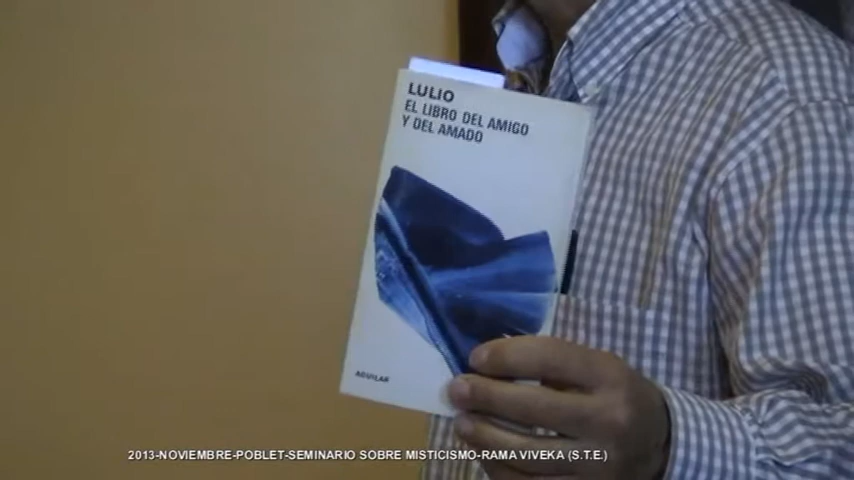 LULIO
EL LIBRO DEL AMIGO
Y DEL AMADO
AGUILAR
2013-NOVIEMBRE-POBLET-SEMINARIO SOBRE MISTICISMO-RAMA VIVEKA (S.T.E.)